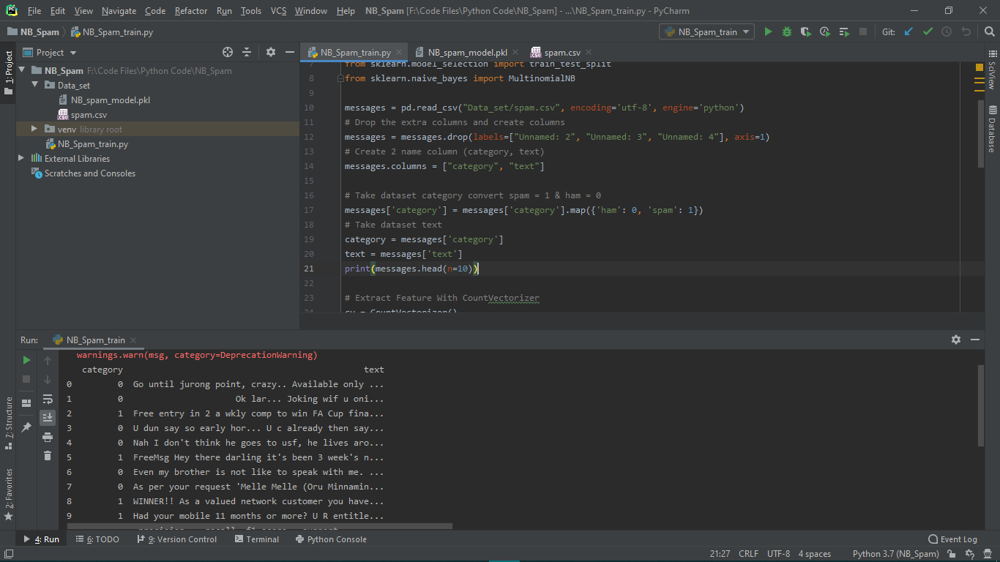 File Edit View Navigate Code Refactor Run Tools VCS Window Help NB_Spam [F:\Code Files\Python Code\NB_Spam] - ...\NB_Spam_train.py - PyCharm
NB_Spam NB_Spam_train.py NB_Spam_train Git:
1: Project
Project
NB_Spam F:\Code Files\Python Code\NB_Spam
Data_set
NB_spam_model.pkl
spam.csv
venv library root
NB_Spam_train.py
External Libraries
Scratches and Consoles
NB_Spam_train.py NB_spam_model.pkl spam.csv
7 from sklearn.model_selection import train_test_split
8 from sklearn.naive_bayes import MultinomialNB
9
10 messages = pd.read_csv("Data_set/spam.csv", encoding='utf-8', engine='python')
11 # Drop the extra columns and create columns
12 messages = messages.drop(labels=["Unnamed: 2", "Unnamed: 3", "Unnamed: 4"], axis=1)
13 # Create 2 name column (category, text)
14 messages.columns = ["category", "text"]
15
16 # Take dataset category convert spam = 1 & ham = 0
17 messages['category'] = messages['category'].map({'ham': 0, 'spam': 1})
18 # Take dataset text
19 category = messages['category']
20 text = messages['text']
21 print(messages.head(n=10))
22
23 # Extract Feature With CountVectorizer
24 cv = CountVectorizer()
SciView
Database
Run: NB_Spam_train
warnings.warn(msg, category=DeprecationWarning)
category text
0 0 Go until jurong point, crazy.. Available only ...
1 0 Ok lar... Joking wif u oni...
2 1 Free entry in 2 a wkly comp to win FA Cup fina...
3 0 U dun say so early hor... U c already then say...
4 0 Nah I don't think he goes to usf, he lives aro...
5 1 FreeMsg Hey there darling it's been 3 week's n...
6 0 Even my brother is not like to speak with me. ...
7 0 As per your request 'Melle Melle (Oru Minnamin...
8 1 WINNER!! As a valued network customer you have...
9 1 Had your mobile 11 months or more? U R entitle...
precision recall f1-score support
7: Structure
2: Favorites
4: Run 6: TODO 9: Version Control Terminal Python Console Event Log
21:27 CRLF UTF-8 4 spaces Python 3.7 (NB_Spam)